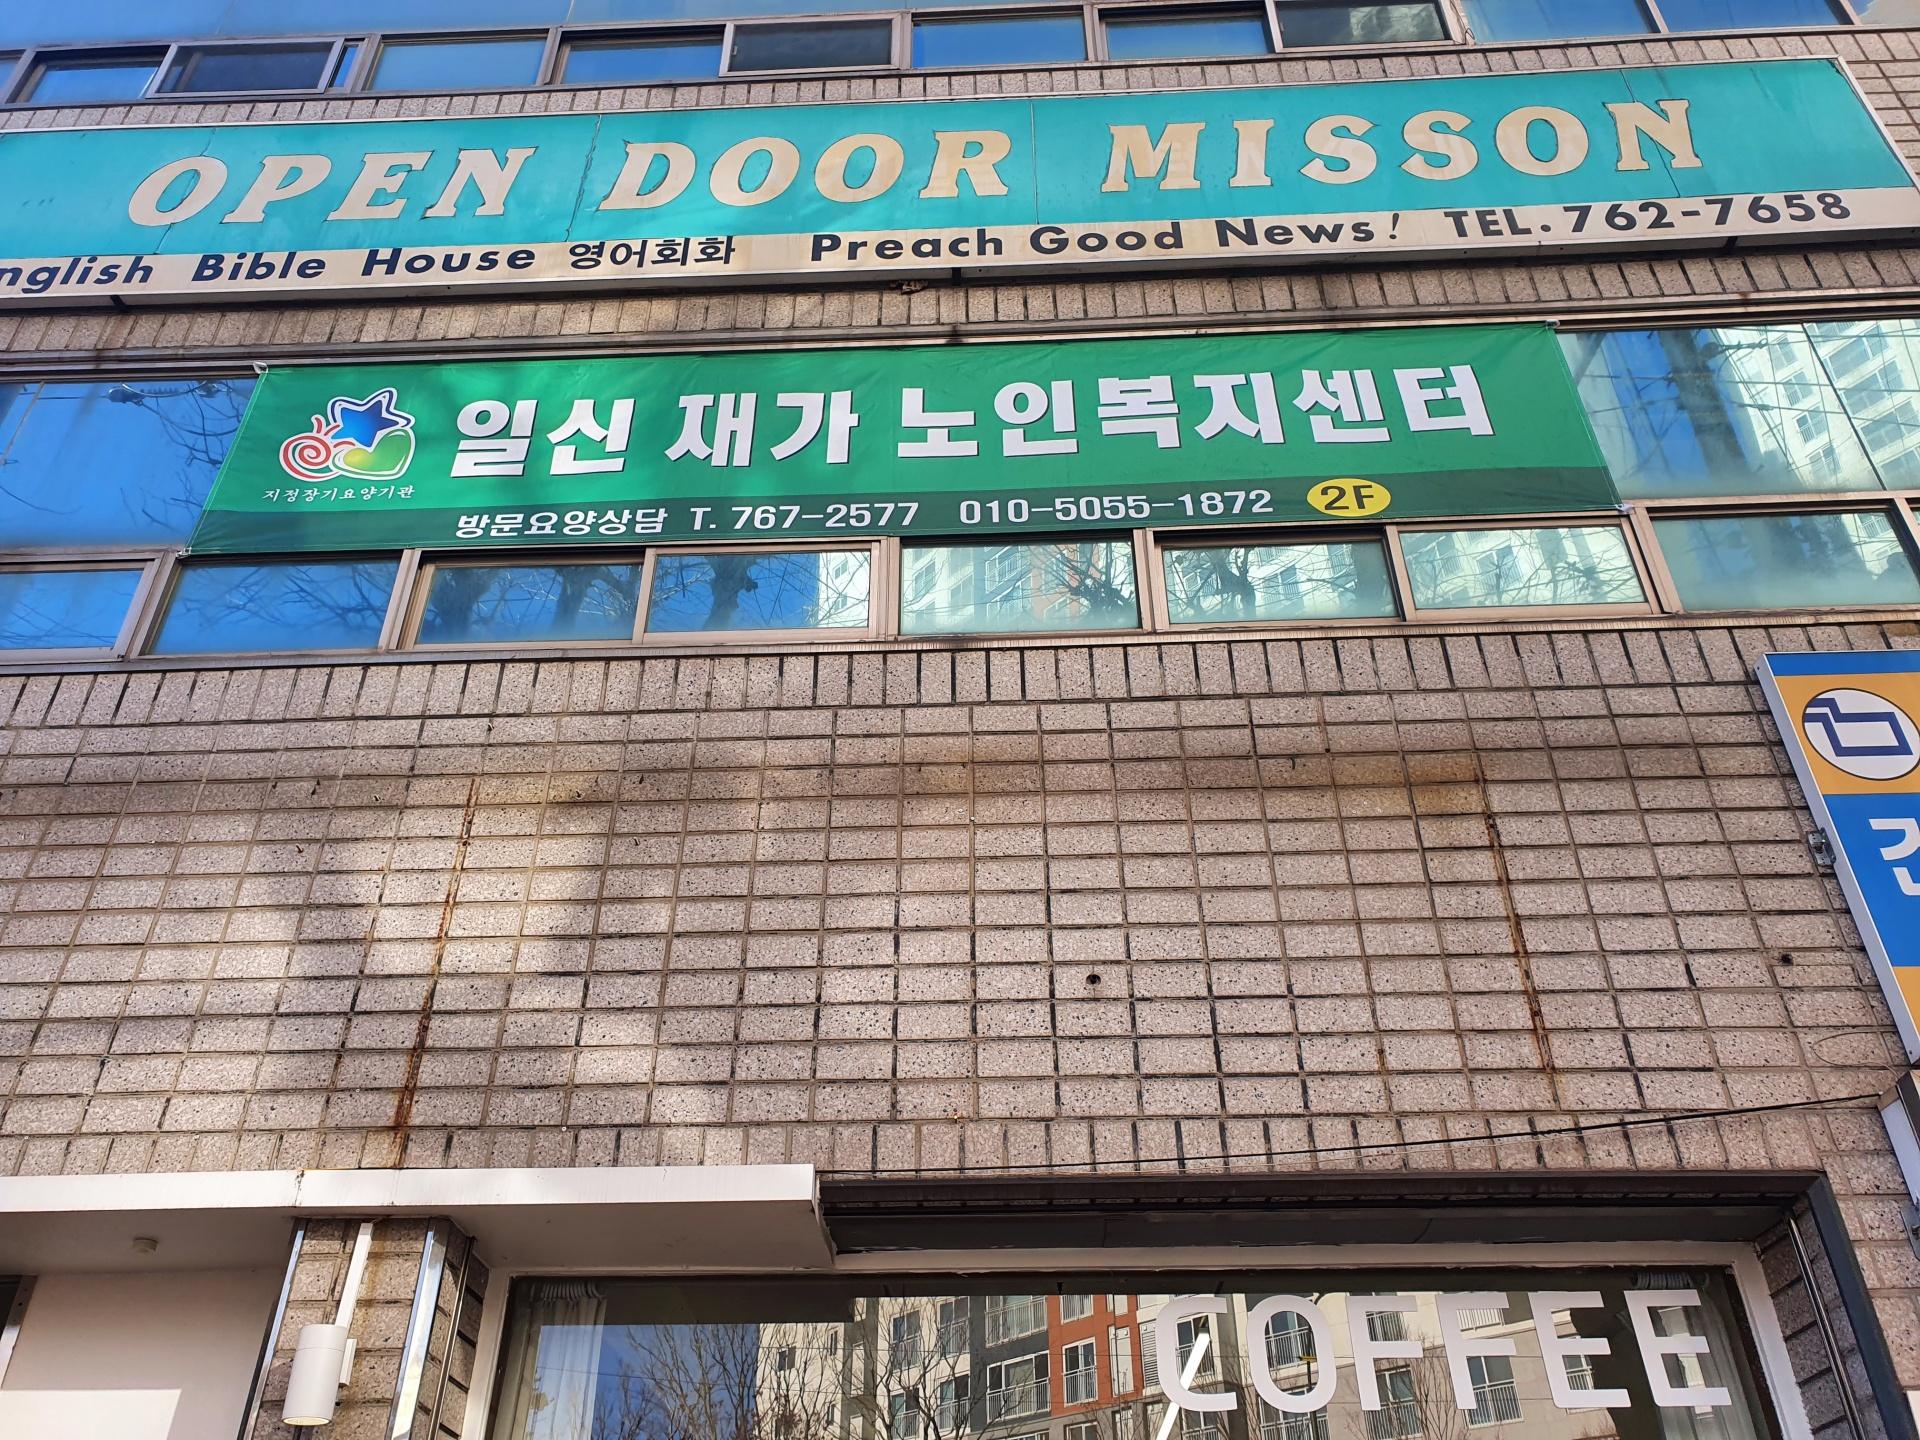 OPEN DOOR MISSON
Bible House 영어회화 Preach Good News! TEL. 762-7658
일신 재가 노인복지센터
지정장기요양기관
방문요양상담 T. 767-2577 010-5055-1872 2F
COFFEE